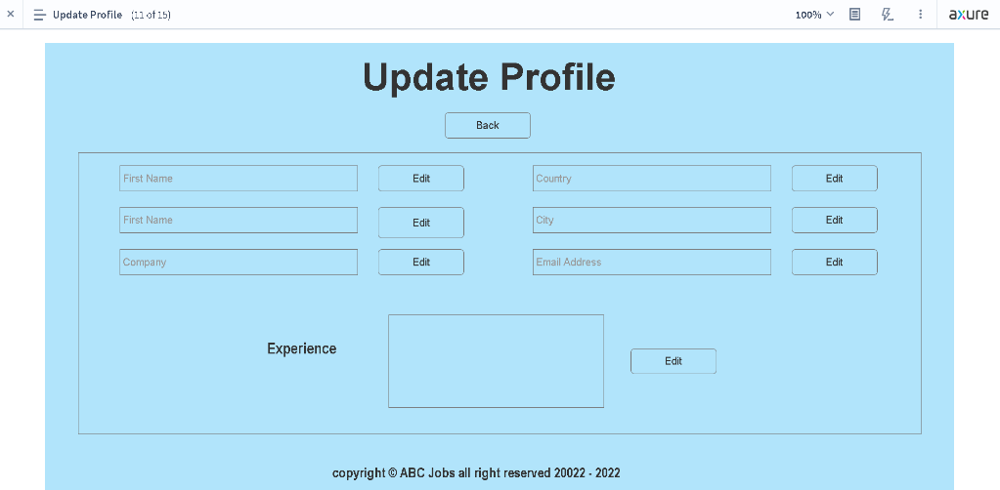 × Update Profile (11 of 15) 100% axure
Update Profile
Back
First Name Edit Country Edit
First Name Edit City Edit
Company Edit Email Address Edit
Experience Edit
copyright © ABC Jobs all right reserved 20022 - 2022